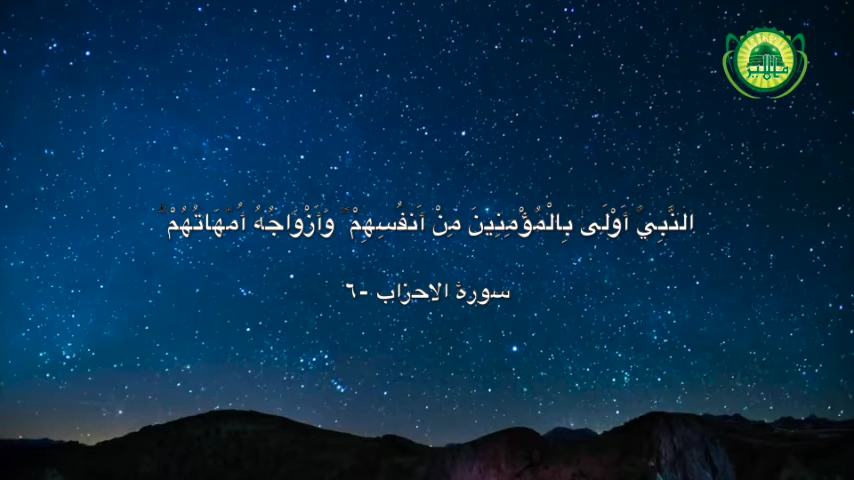 النَّبِيُّ أَوْلَىٰ بِالْمُؤْمِنِينَ مِنْ أَنفُسِهِمْ ۖ وَأَزْوَاجُهُ أُمَّهَاتُهُمْ ۗ
سورة الاحزاب -٦